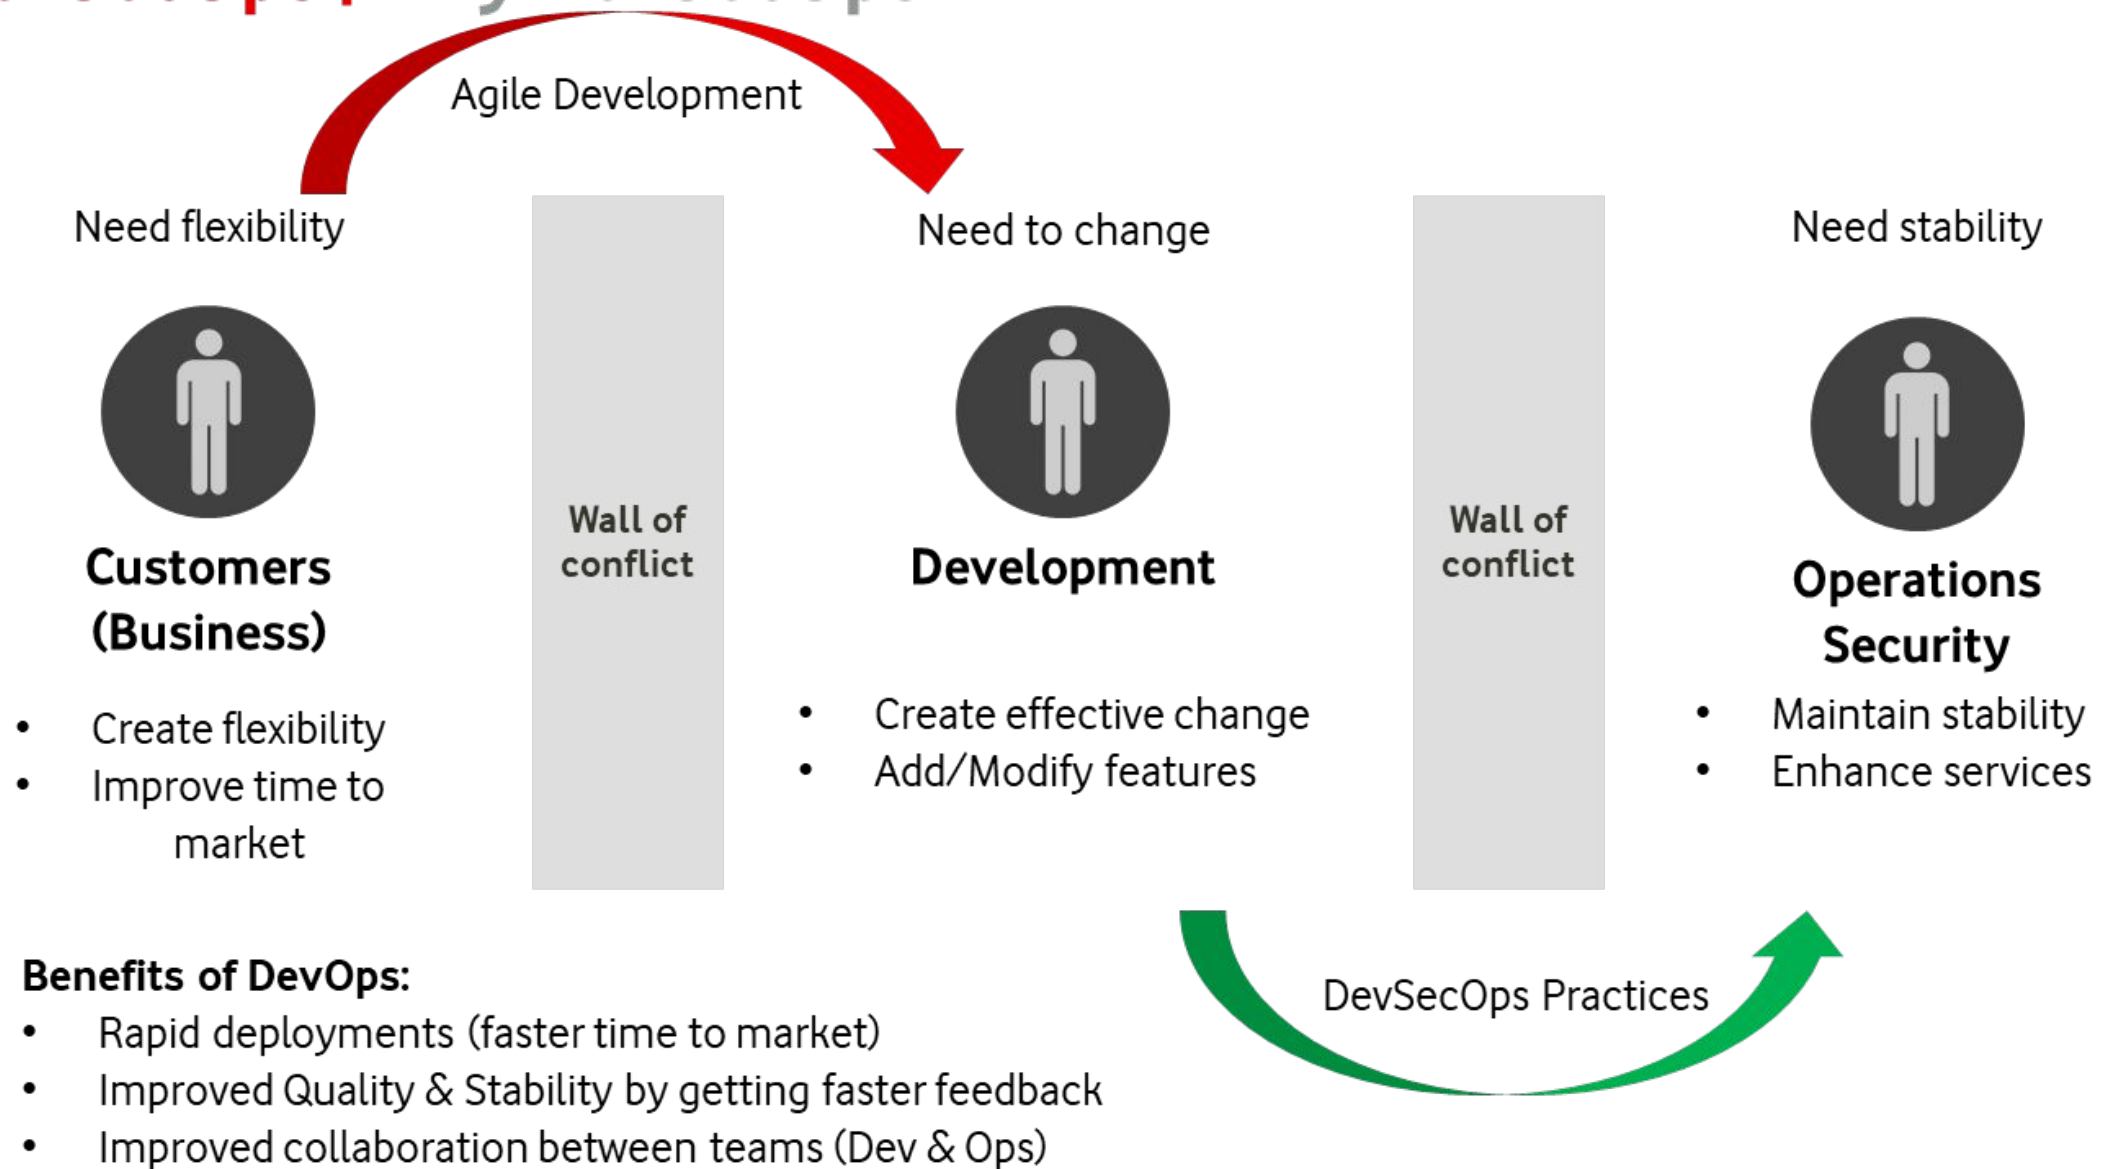 Agile Development
Need flexibility
Need to change
Need stability
Wall of
conflict
Wall of
conflict
Customers
(Business)
Development
Operations
Security
• Create flexibility
• Improve time to
market
• Create effective change
• Add/Modify features
• Maintain stability
• Enhance services
Benefits of DevOps:
• Rapid deployments (faster time to market)
• Improved Quality & Stability by getting faster feedback
• Improved collaboration between teams (Dev & Ops)
DevSecOps Practices